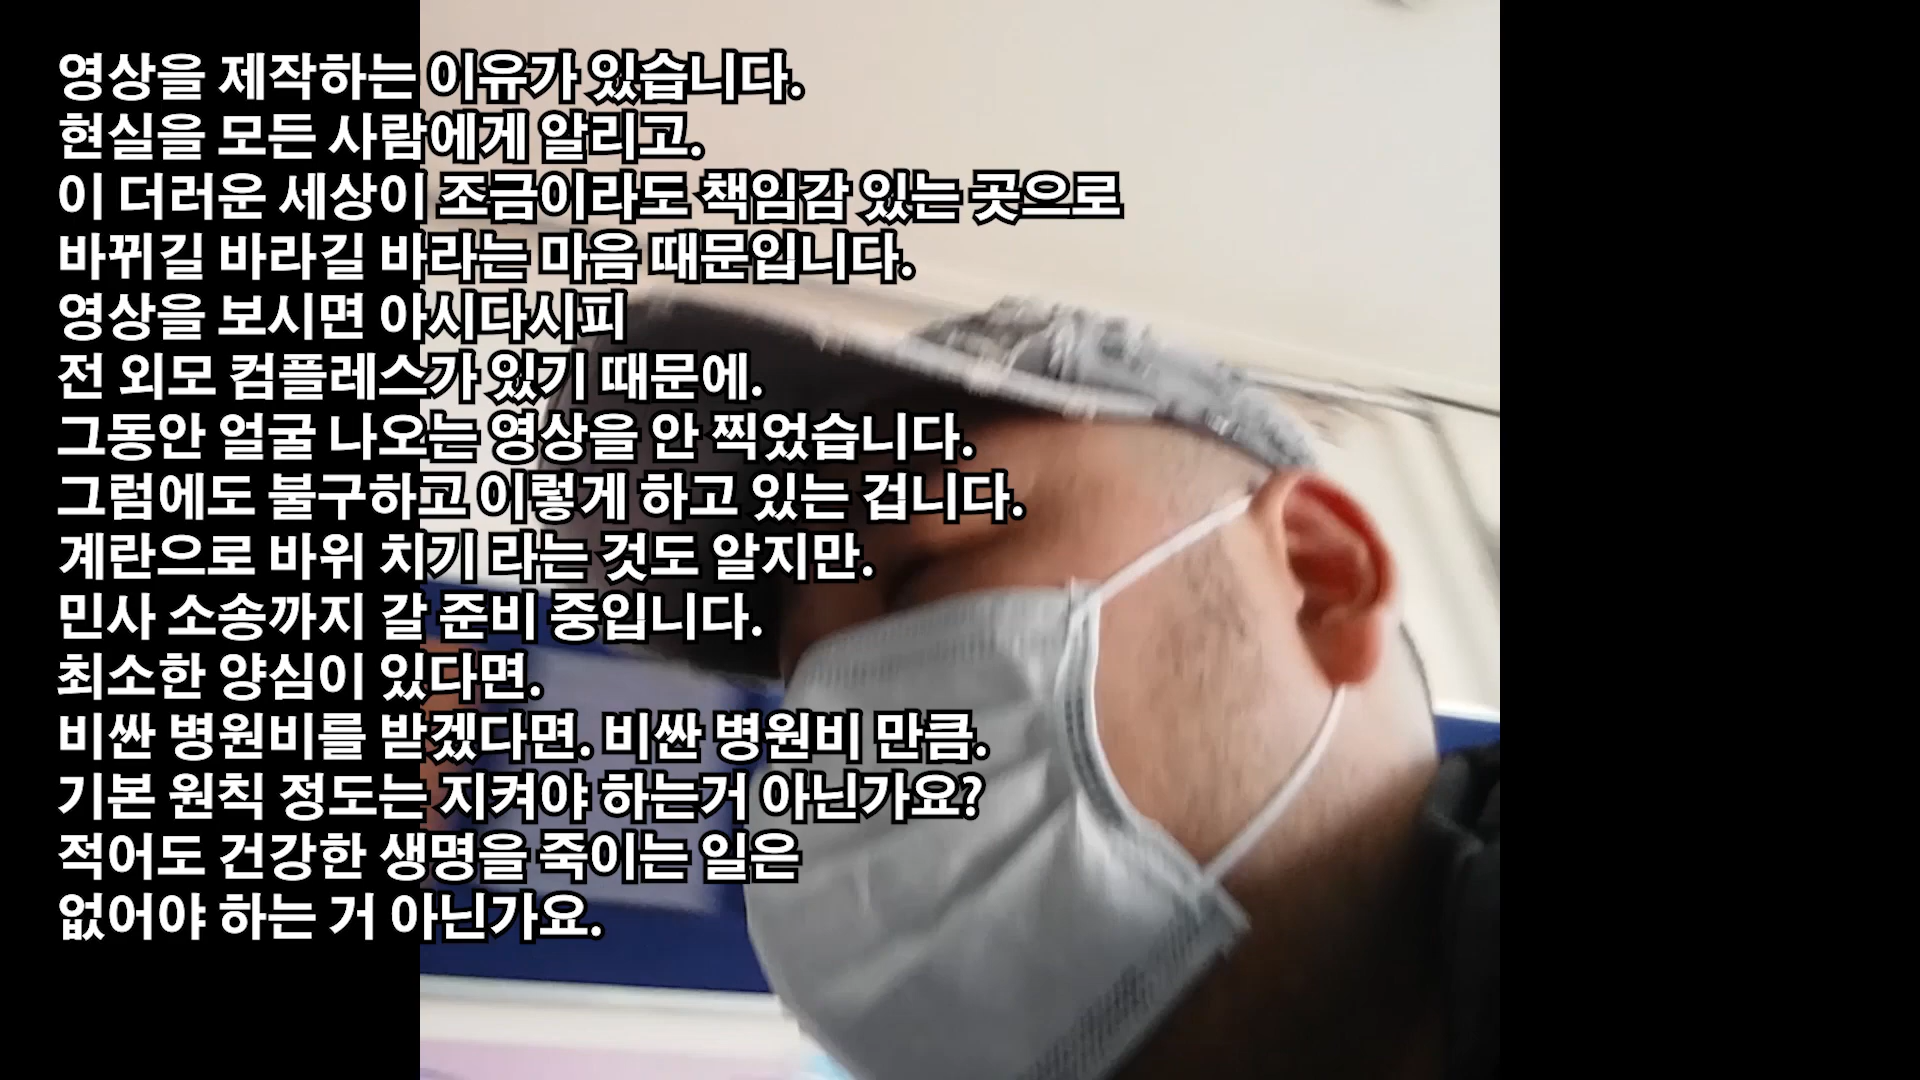 영상을 제작하는 이유가 있습니다.
현실을 모든 사람에게 알리고.
이 더러운 세상이 조금이라도 책임감 있는 곳으로
바뀌길 바라길 바라는 마음 때문입니다.
영상을 보시면 아시다시피
전 외모 컴플레스가 있기 때문에.
그동안 얼굴 나오는 영상을 안 찍었습니다.
그럼에도 불구하고 이렇게 하고 있는 겁니다.
계란으로 바위 치기 라는 것도 알지만.
민사 소송까지 갈 준비 중입니다.
최소한 양심이 있다면.
비싼 병원비를 받겠다면. 비싼 병원비 만큼.
기본 원칙 정도는 지켜야 하는거 아닌가요?
적어도 건강한 생명을 죽이는 일은
없어야 하는 거 아닌가요.